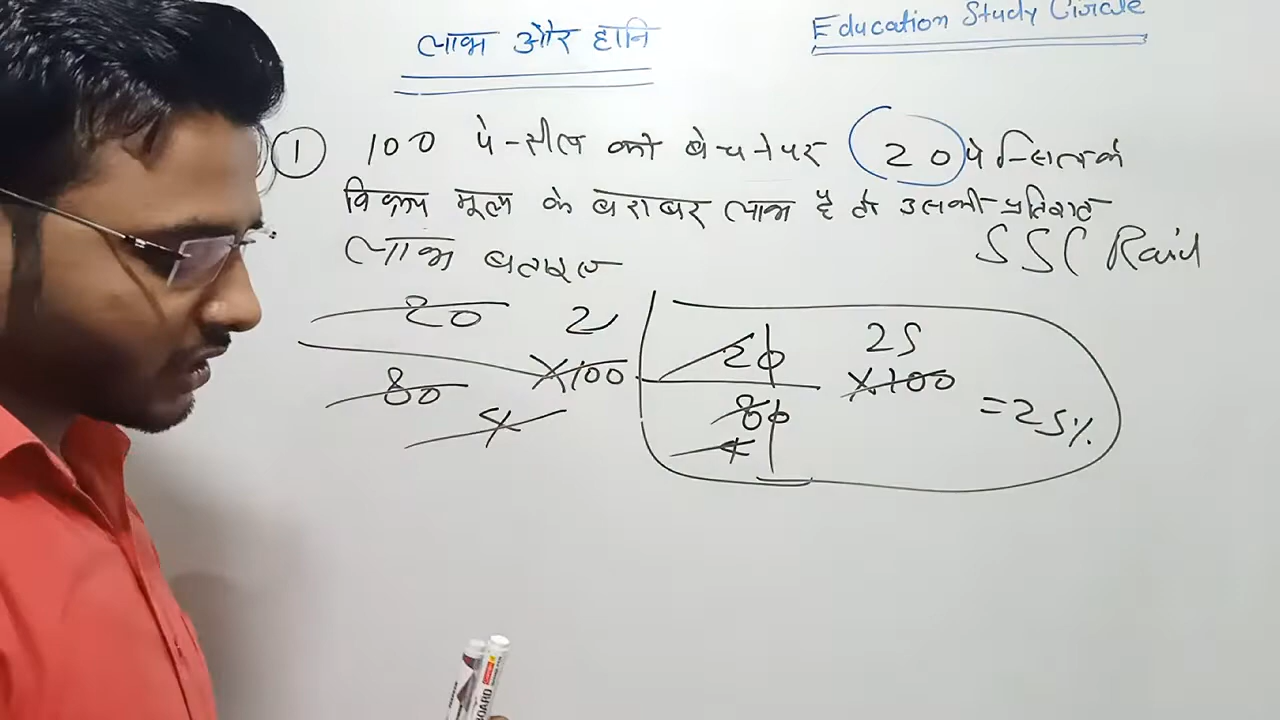 लाभ और हानि
Education Study Circle
1 100 पेन्सील को बेचने पर 20 पेन्सिल के
विक्रय मूल्य के बराबर लाभ है तो उसकी प्रतिशत
लाभ बताइए
SSC Raid
20 2
80 ×100
4
20 25
80 ×100 = 25%
4
BOARD